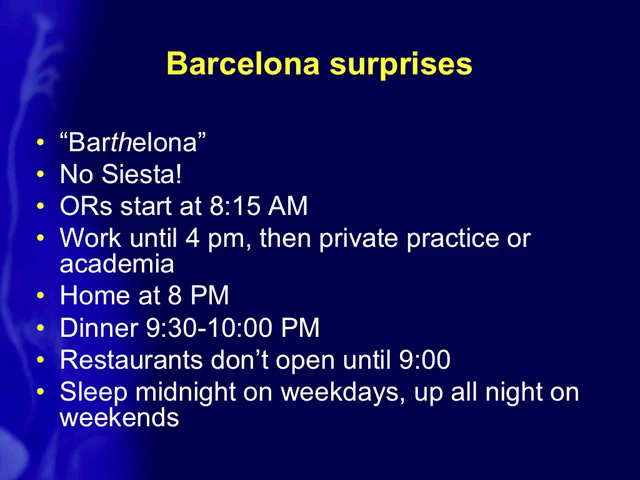 Barcelona surprises
• “Barthelona”
• No Siesta!
• ORs start at 8:15 AM
• Work until 4 pm, then private practice or
academia
• Home at 8 PM
• Dinner 9:30-10:00 PM
• Restaurants don’t open until 9:00
• Sleep midnight on weekdays, up all night on
weekends